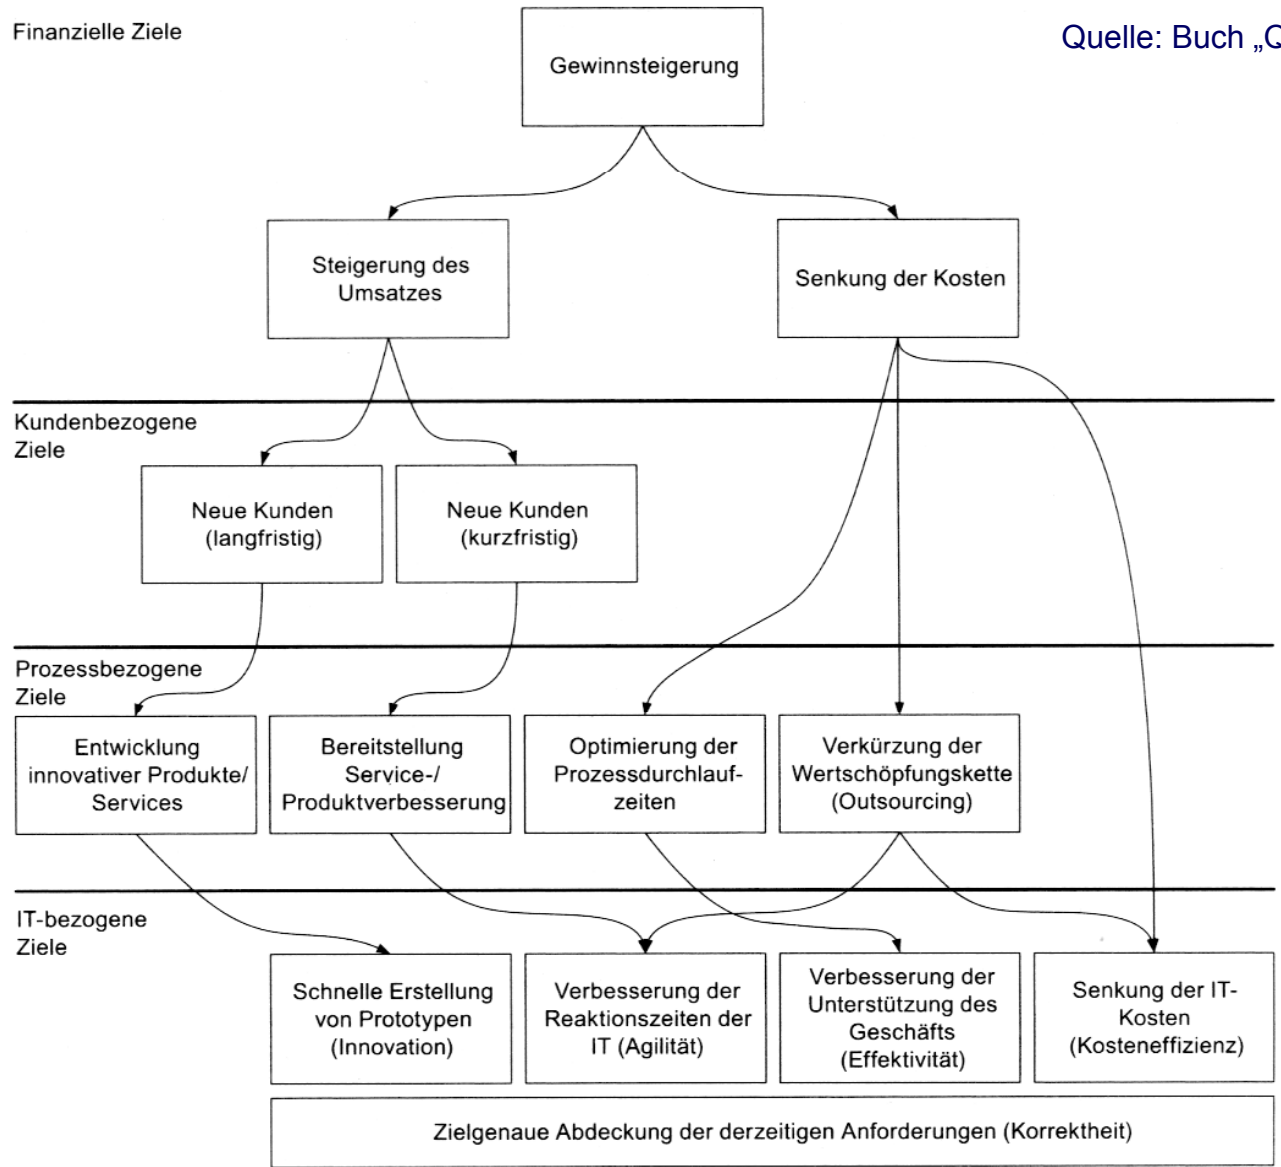 Finanzielle Ziele
Quelle: Buch „Q
Gewinnsteigerung
Steigerung des
Umsatzes
Senkung der Kosten
Kundenbezogene
Ziele
Neue Kunden
(langfristig)
Neue Kunden
(kurzfristig)
Prozessbezogene
Ziele
Entwicklung
innovativer Produkte/
Services
Bereitstellung
Service-/
Produktverbesserung
Optimierung der
Prozessdurchlauf-
zeiten
Verkürzung der
Wertschöpfungskette
(Outsourcing)
IT-bezogene
Ziele
Schnelle Erstellung
von Prototypen
(Innovation)
Verbesserung der
Reaktionszeiten der
IT (Agilität)
Verbesserung der
Unterstützung des
Geschäfts
(Effektivität)
Senkung der IT-
Kosten
(Kosteneffizienz)
Zielgenaue Abdeckung der derzeitigen Anforderungen (Korrektheit)